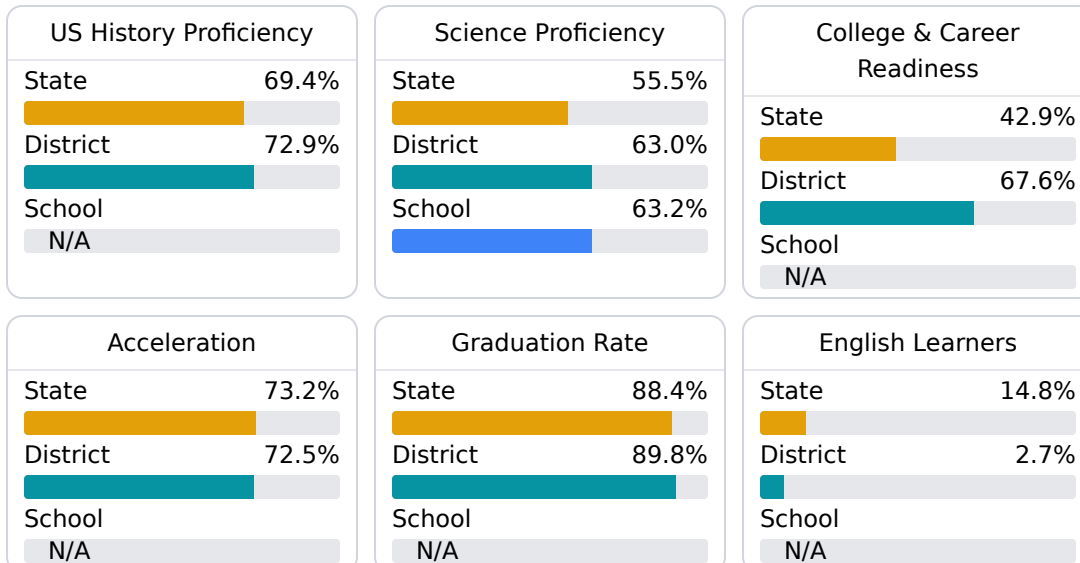 US History Proficiency
State 69.4%
District 72.9%
School
N/A
Science Proficiency
State 55.5%
District 63.0%
School 63.2%
College & Career
Readiness
State 42.9%
District 67.6%
School
N/A
Acceleration
State 73.2%
District 72.5%
School
N/A
Graduation Rate
State 88.4%
District 89.8%
School
N/A
English Learners
State 14.8%
District 2.7%
School
N/A